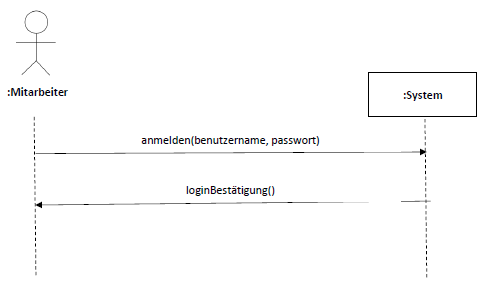 :Mitarbeiter
:System
anmelden(benutzername, passwort)
loginBestätigung()